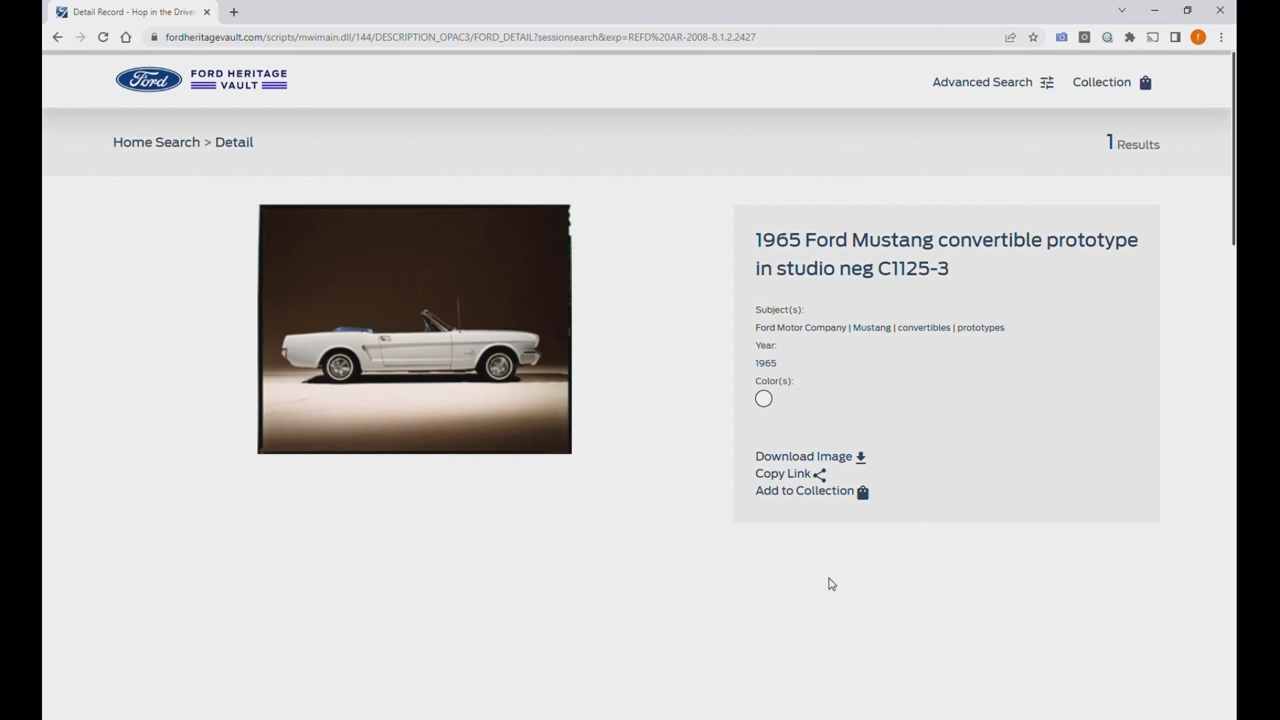 Detail Record - Hop in the Drive
fordheritagevault.com/scripts/mwimain.dll/144/DESCRIPTION_OPAC3/FORD_DETAIL?sessionsearch&exp=REFD%20AR-2008-8.1.2.2427
f
Ford
FORD HERITAGE
VAULT
Advanced Search
Collection
Home Search > Detail
1 Results
1965 Ford Mustang convertible prototype
in studio neg C1125-3
Subject(s):
Ford Motor Company | Mustang | convertibles | prototypes
Year:
1965
Color(s):
Download Image
Copy Link
Add to Collection